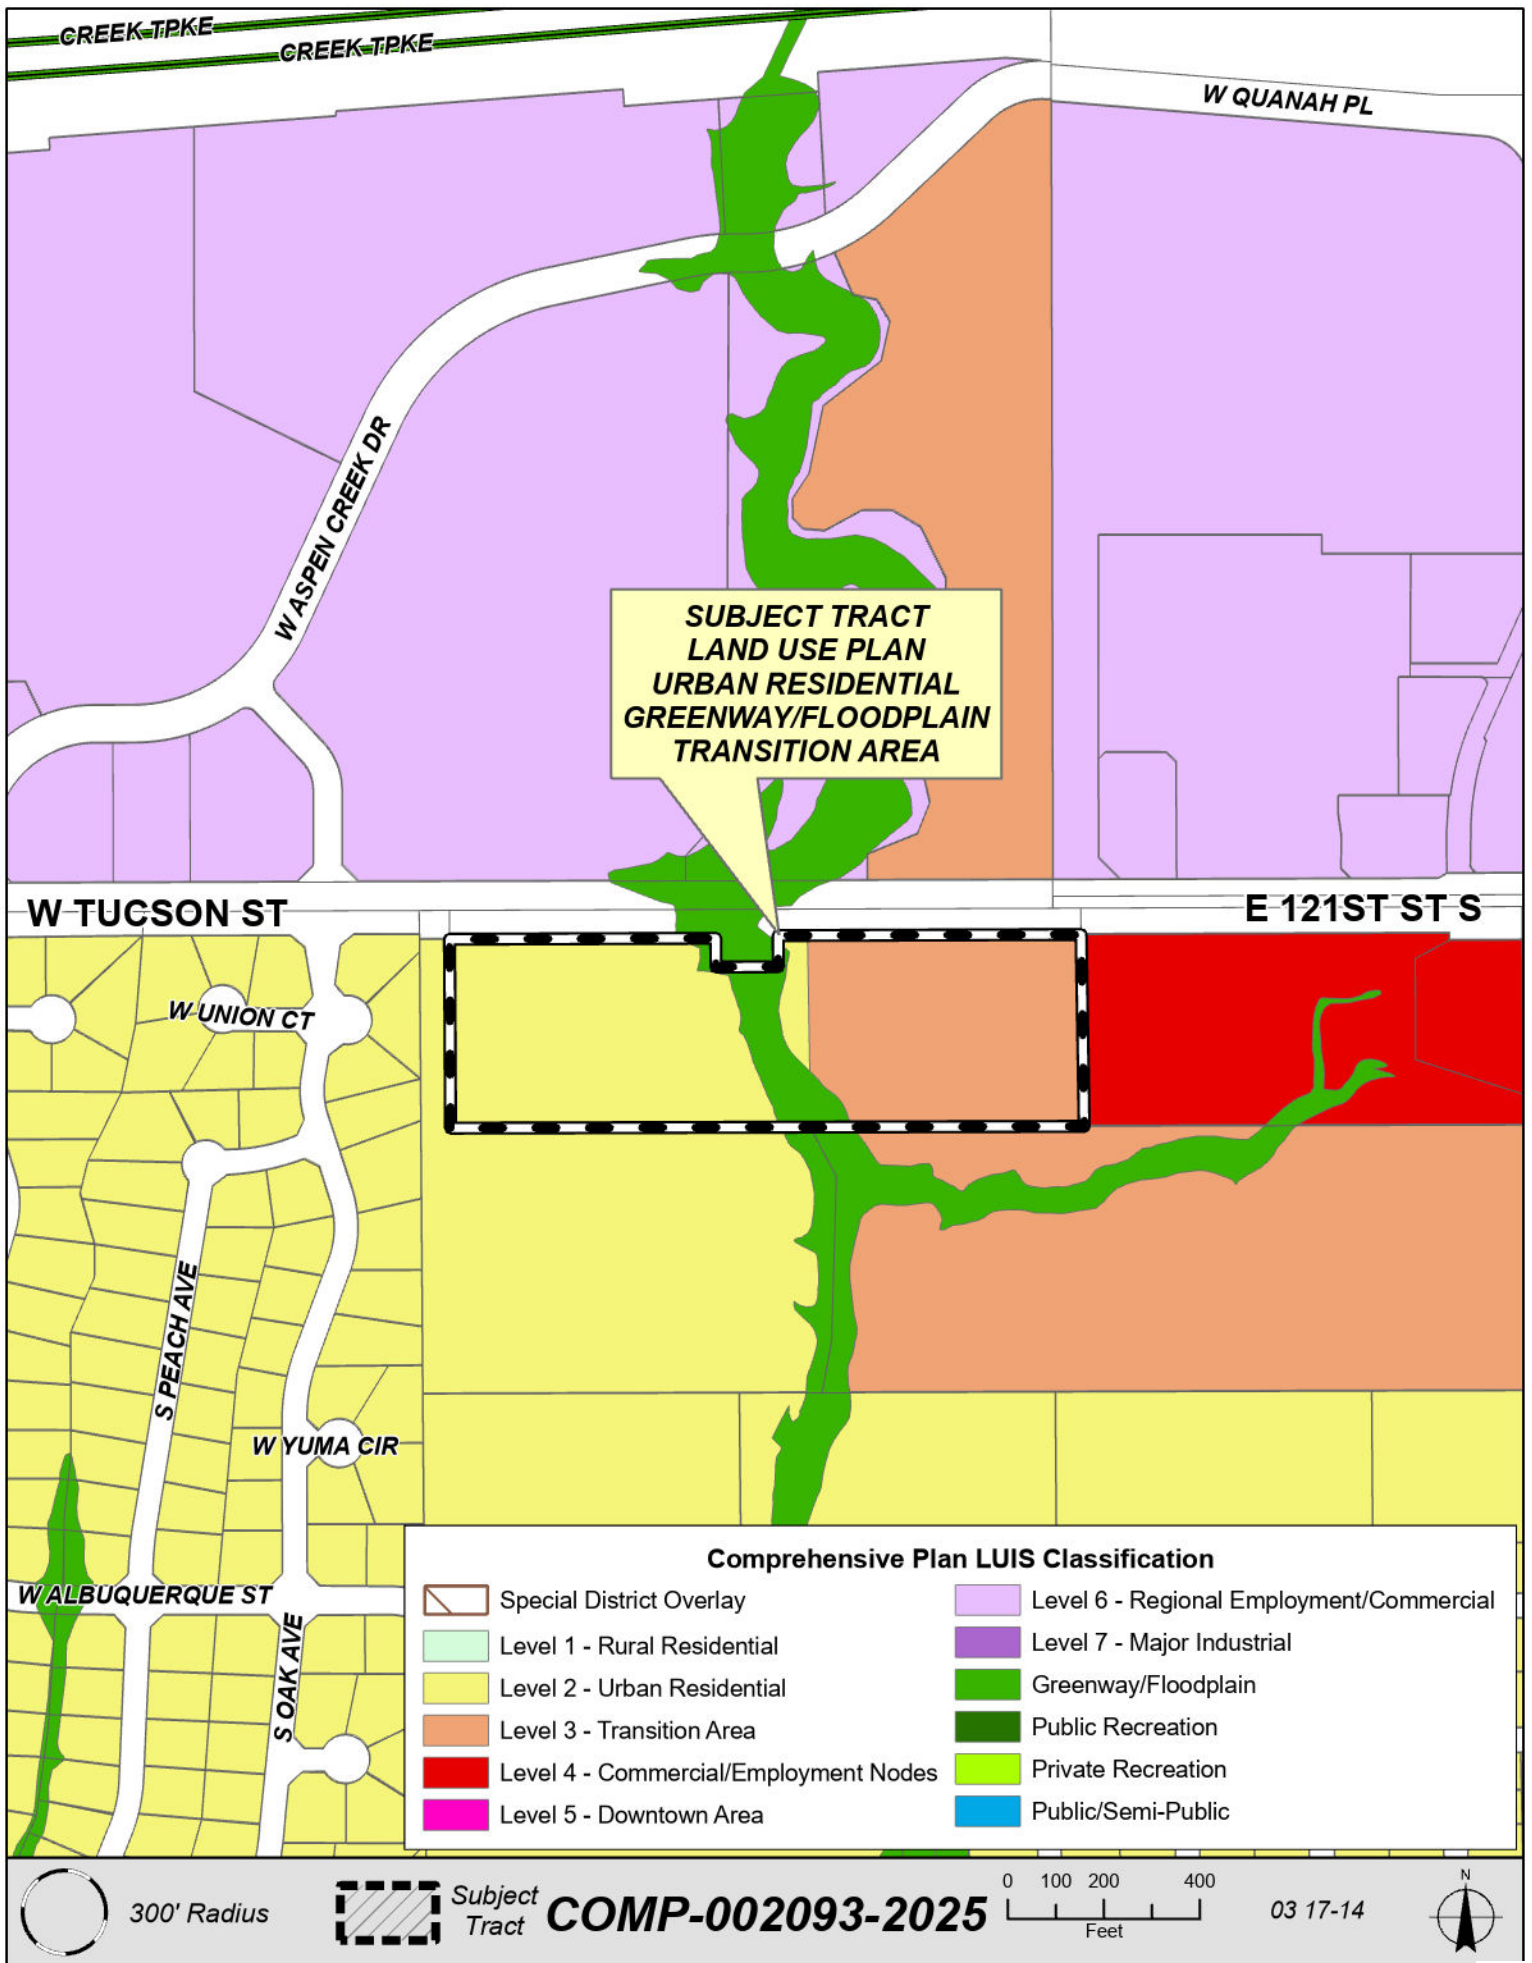 CREEK TPKE
CREEK TPKE
W QUANAH PL
W ASPEN CREEK DR
SUBJECT TRACT
LAND USE PLAN
URBAN RESIDENTIAL
GREENWAY/FLOODPLAIN
TRANSITION AREA
W TUCSON ST
E 121ST ST S
W UNION CT
S PEACH AVE
W YUMA CIR
W ALBUQUERQUE ST
S OAK AVE
Comprehensive Plan LUIS Classification
Special District Overlay
Level 1 - Rural Residential
Level 2 - Urban Residential
Level 3 - Transition Area
Level 4 - Commercial/Employment Nodes
Level 5 - Downtown Area
Level 6 - Regional Employment/Commercial
Level 7 - Major Industrial
Greenway/Floodplain
Public Recreation
Private Recreation
Public/Semi-Public
300' Radius
Subject
Tract
COMP-002093-2025
0 100 200 400
Feet
03 17-14
N